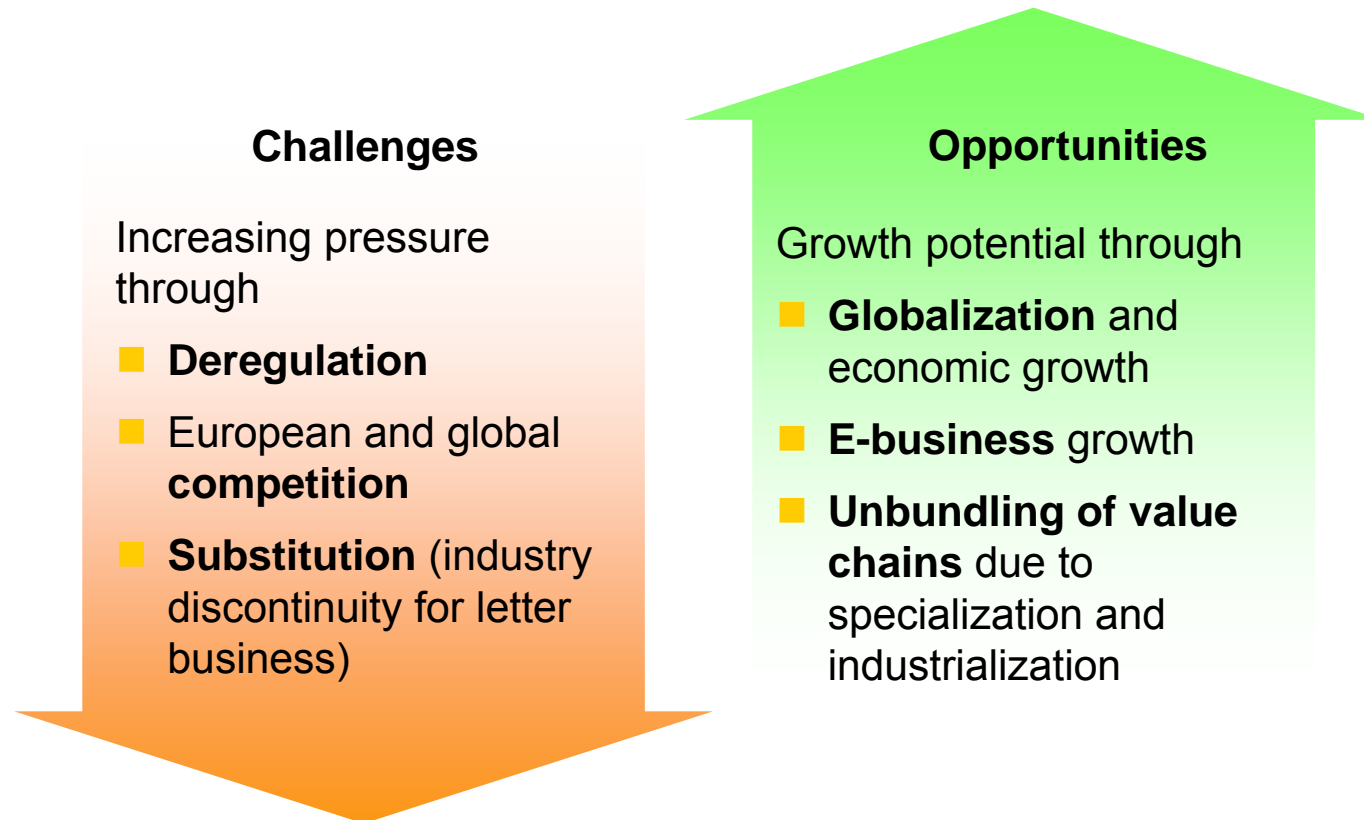 Challenges
Increasing pressure
through
Deregulation
European and global
competition
Substitution (industry
discontinuity for letter
business)
Opportunities
Growth potential through
Globalization and
economic growth
E-business growth
Unbundling of value
chains due to
specialization and
industrialization